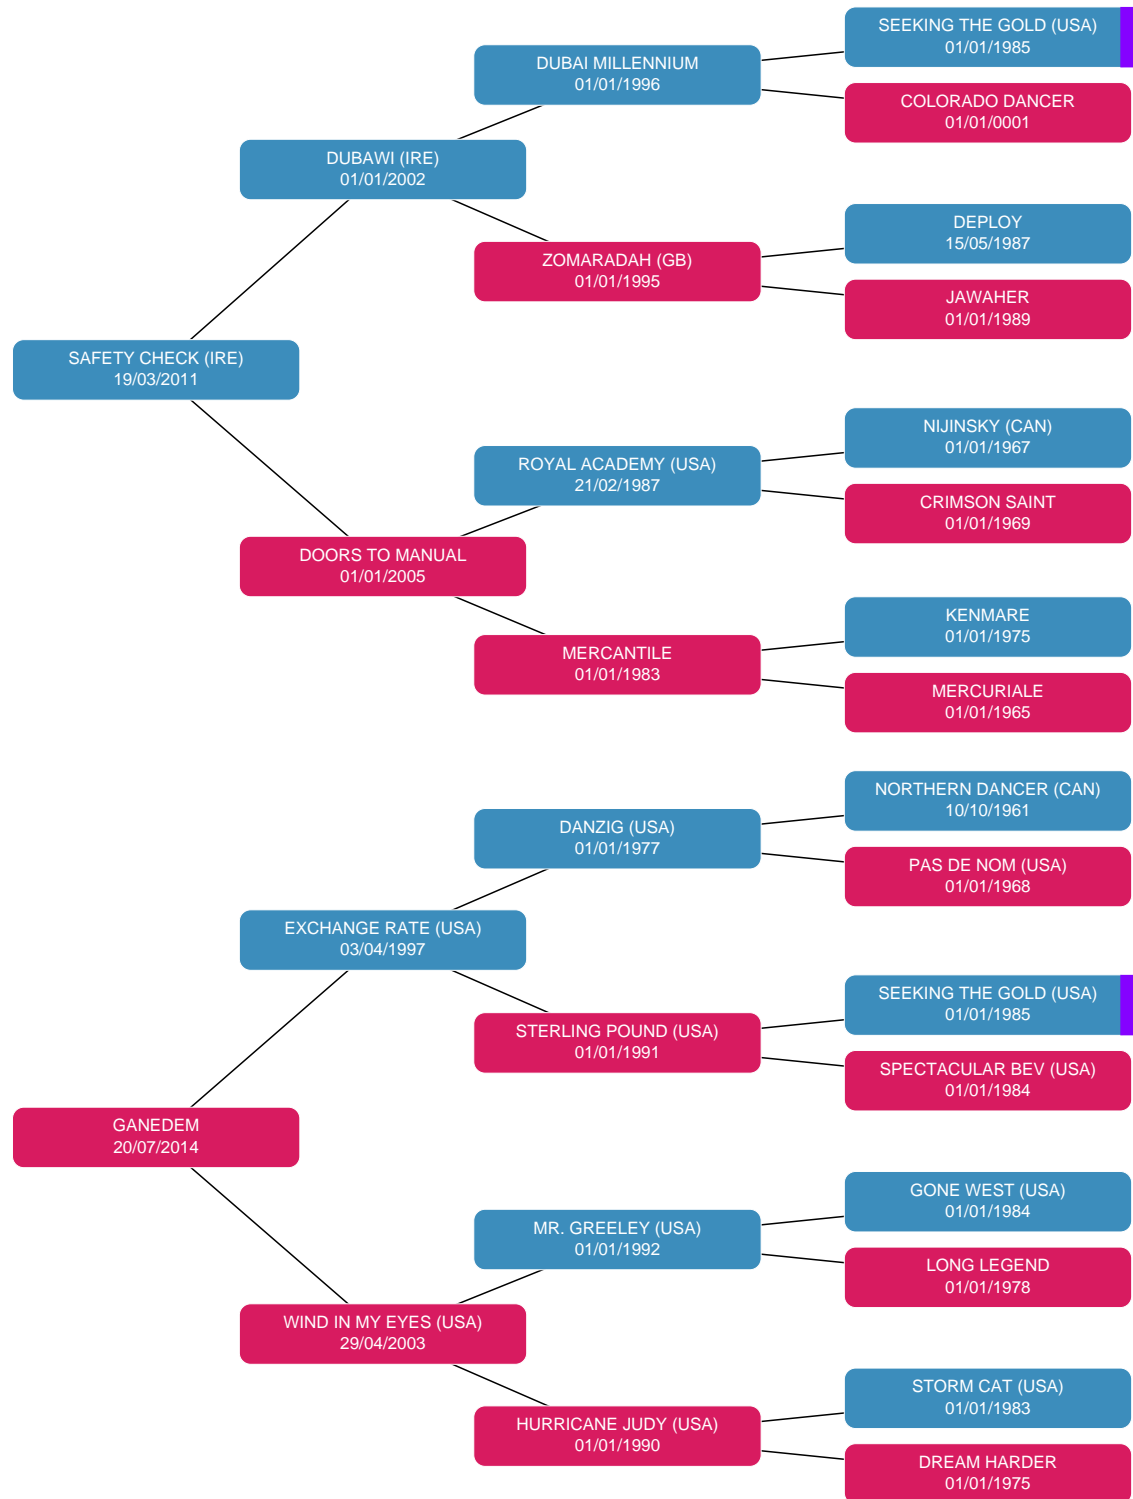 SEEKING THE GOLD (USA)
01/01/1985
DUBAI MILLENNIUM
01/01/1996
COLORADO DANCER
01/01/0001
DUBAWI (IRE)
01/01/2002
DEPLOY
15/05/1987
ZOMARADAH (GB)
01/01/1995
JAWAHER
01/01/1989
SAFETY CHECK (IRE)
19/03/2011
NIJINSKY (CAN)
01/01/1967
ROYAL ACADEMY (USA)
21/02/1987
CRIMSON SAINT
01/01/1969
DOORS TO MANUAL
01/01/2005
KENMARE
01/01/1975
MERCANTILE
01/01/1983
MERCURIALE
01/01/1965
NORTHERN DANCER (CAN)
10/10/1961
DANZIG (USA)
01/01/1977
PAS DE NOM (USA)
01/01/1968
EXCHANGE RATE (USA)
03/04/1997
SEEKING THE GOLD (USA)
01/01/1985
STERLING POUND (USA)
01/01/1991
SPECTACULAR BEV (USA)
01/01/1984
GANEDEM
20/07/2014
GONE WEST (USA)
01/01/1984
MR. GREELEY (USA)
01/01/1992
LONG LEGEND
01/01/1978
WIND IN MY EYES (USA)
29/04/2003
STORM CAT (USA)
01/01/1983
HURRICANE JUDY (USA)
01/01/1990
DREAM HARDER
01/01/1975